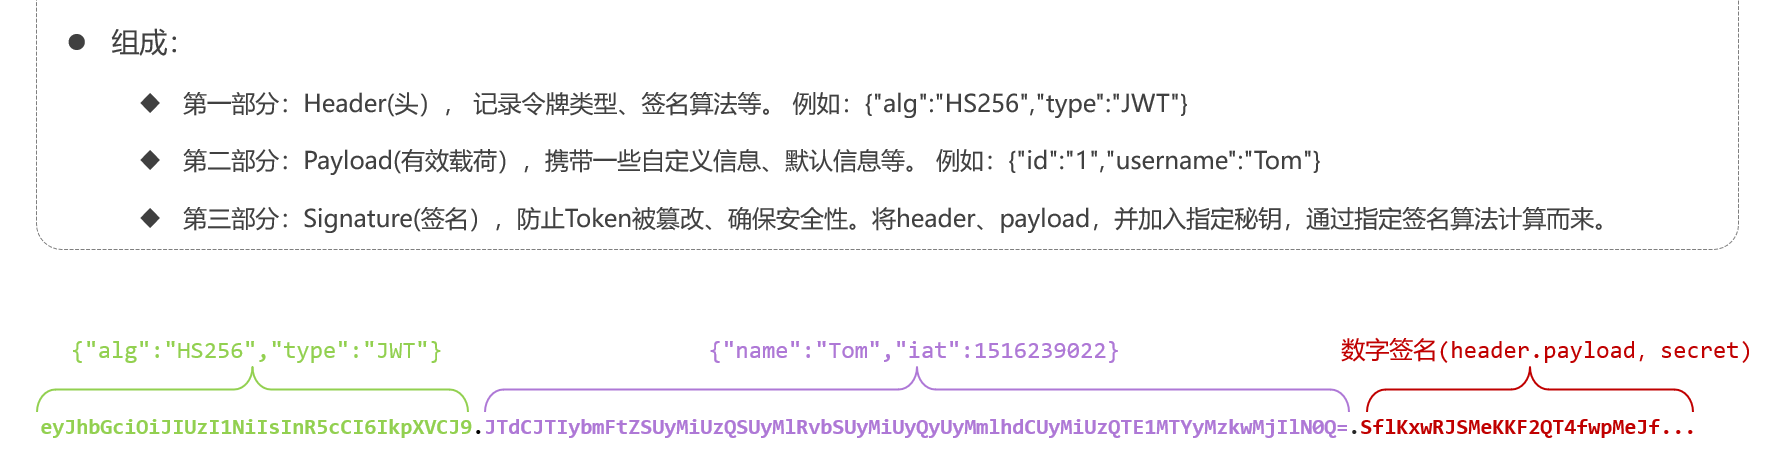 ● 组成：
◆ 第一部分：Header(头）， 记录令牌类型、签名算法等。 例如：{"alg":"HS256","type":"JWT"}
◆ 第二部分：Payload(有效载荷），携带一些自定义信息、默认信息等。 例如：{"id":"1","username":"Tom"}
◆ 第三部分：Signature(签名），防止Token被篡改、确保安全性。将header、payload，并加入指定秘钥，通过指定签名算法计算而来。
{"alg":"HS256","type":"JWT"} {"name":"Tom","iat":1516239022} 数字签名(header.payload, secret)
eyJhbGciOiJIUzI1NiIsInR5cCI6IkpXVCJ9.JTdCJTIybmFtZSUyMiUzQSUyMlRvbSUyMiUyQyUyMmlhdCUyMiUzQTE1MTYyMzkwMjIlN0Q=.SflKxwRJSMeKKF2QT4fwpMeJf...